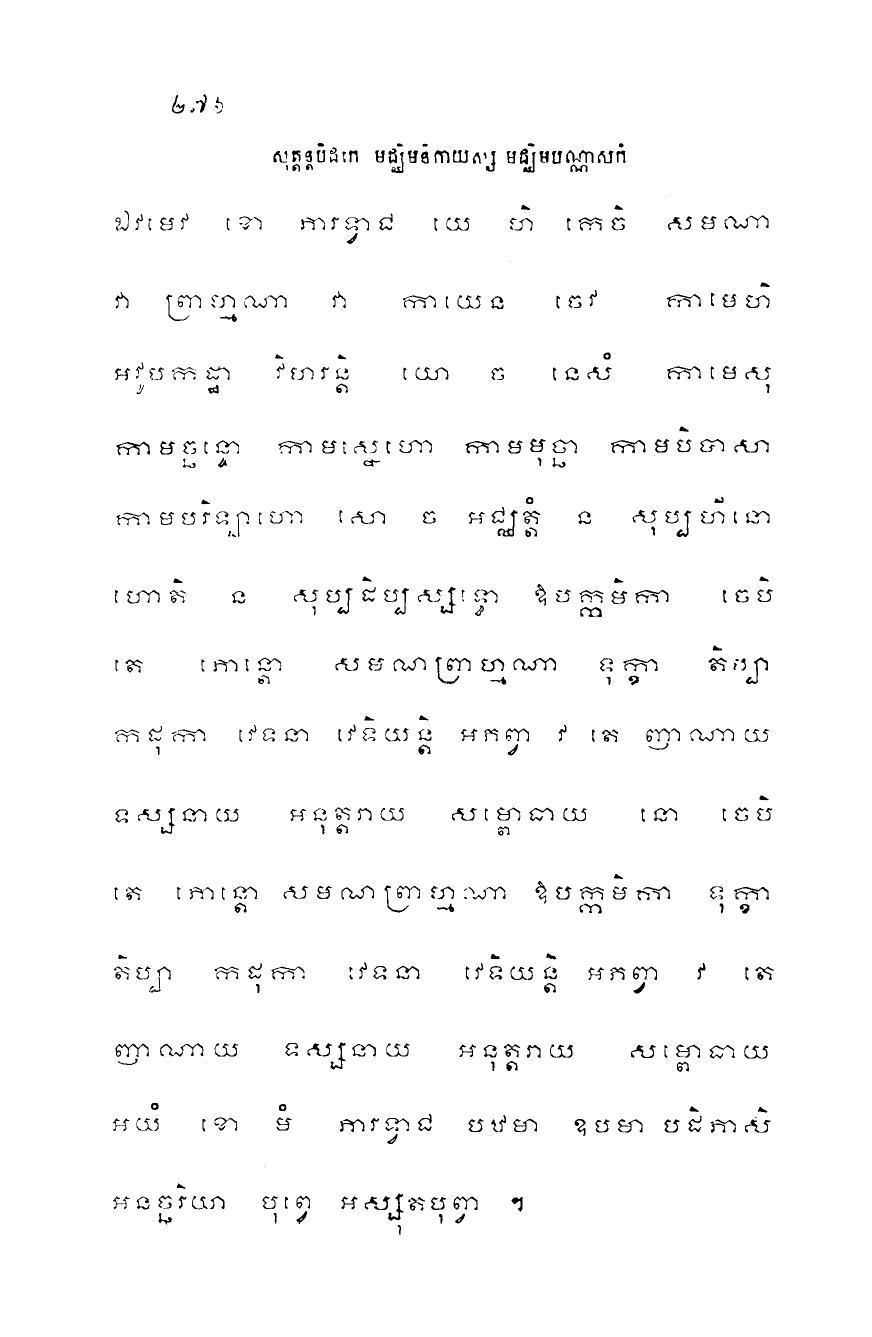 ២៧៦
សុត្តន្តបិដកេ មជ្ឈិមនិកាយស្ស មជ្ឈិមបណ្ណាសកំ
ឯវមេវ ខោ ភារទ្វាជ យេ ហិ កេចិ សមណា
វា ព្រាហ្មណា វា កាយេន ចេវ កាមេហិ
អវូបកដ្ឋា វិហរន្តិ យោ ច នេសំ កាមេសុ
កាមច្ឆន្ទោ កាមស្នេហោ កាមមុច្ឆា កាមបិបាសា
កាមបរិឡាហោ សោ ច អជ្ឈត្តំ ន សុប្បហីនោ
ហោតិ ន សុប្បដិប្បស្សទ្ធោ ឱបក្កមិកា ចេបិ
តេ ភោន្តោ សមណព្រាហ្មណា ទុក្ខា តិប្បា
កដុកា វេទនា វេទិយន្តិ អភព្វា វ តេ ញាណាយ
ទស្សនាយ អនុត្តរាយ សម្ពោធាយ នោ ចេបិ
តេ ភោន្តោ សមណព្រាហ្មណា ឱបក្កមិកា ទុក្ខា
តិប្បា កដុកា វេទនា វេទិយន្តិ អភព្វា វ តេ
ញាណាយ ទស្សនាយ អនុត្តរាយ សម្ពោធាយ
អយំ ខោ មំ ភារទ្វាជ បឋមា ឧបមា បដិភាសិ
អនច្ឆរិយា បុព្វេ អស្សុតបុព្វា ។